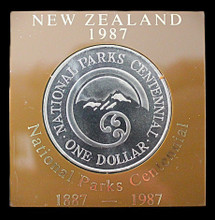 NEW ZEALAND
1987
NATIONAL PARKS CENTENNIAL
ONE DOLLAR
National Parks Centennial
1887 — 1987